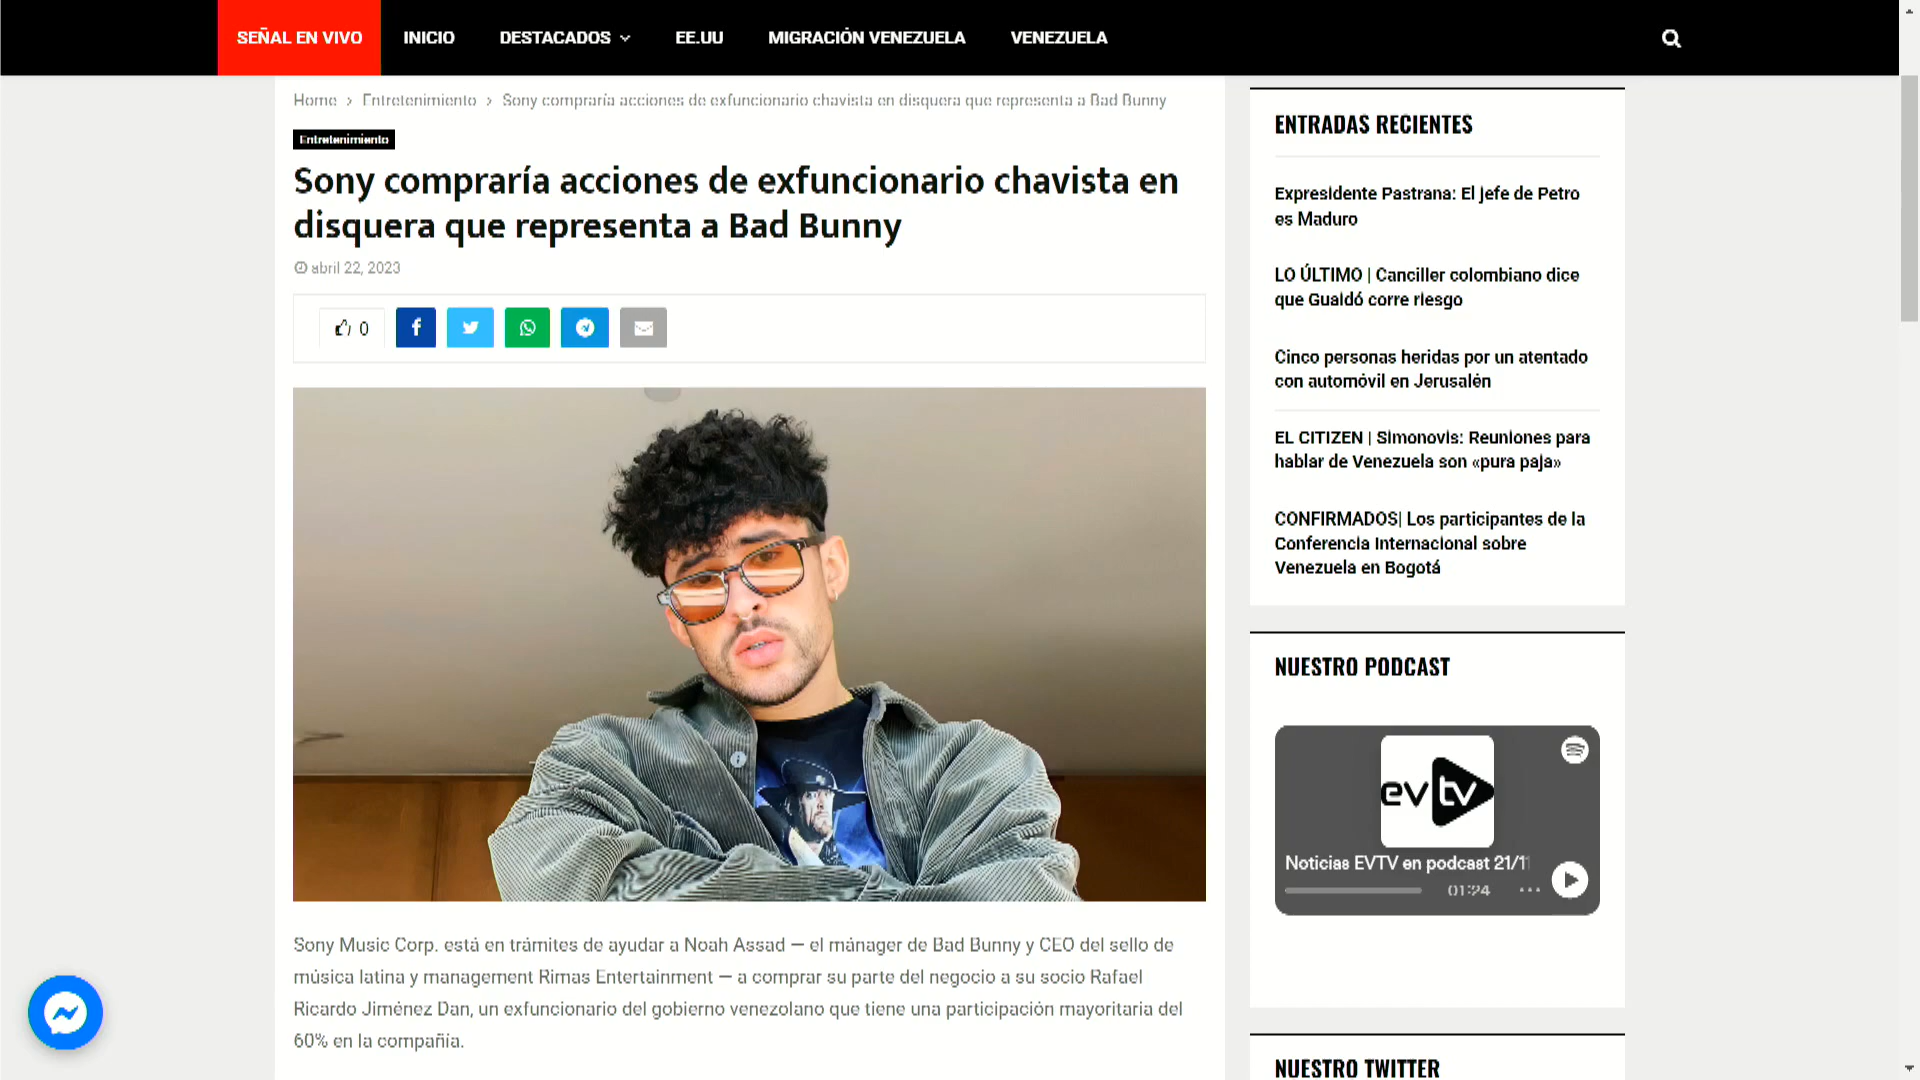 SEÑAL EN VIVO
INICIO
DESTACADOS
EE.UU
MIGRACIÓN VENEZUELA
VENEZUELA
Home > Entretenimiento > Sony compraría acciones de exfuncionario chavista en disquera que representa a Bad Bunny
Entretenimiento
Sony compraría acciones de exfuncionario chavista en
disquera que representa a Bad Bunny
abril 22, 2023
0
Sony Music Corp. está en trámites de ayudar a Noah Assad — el mánager de Bad Bunny y CEO del sello de
música latina y management Rimas Entertainment — a comprar su parte del negocio a su socio Rafael
Ricardo Jiménez Dan, un exfuncionario del gobierno venezolano que tiene una participación mayoritaria del
60% en la compañía.
ENTRADAS RECIENTES
Expresidente Pastrana: El jefe de Petro
es Maduro
LO ÚLTIMO | Canciller colombiano dice
que Guaidó corre riesgo
Cinco personas heridas por un atentado
con automóvil en Jerusalén
EL CITIZEN | Simonovis: Reuniones para
hablar de Venezuela son «pura paja»
CONFIRMADOS| Los participantes de la
Conferencia Internacional sobre
Venezuela en Bogotá
NUESTRO PODCAST
evtv
Noticias EVTV en podcast 21/11
01:24
NUESTRO TWITTER